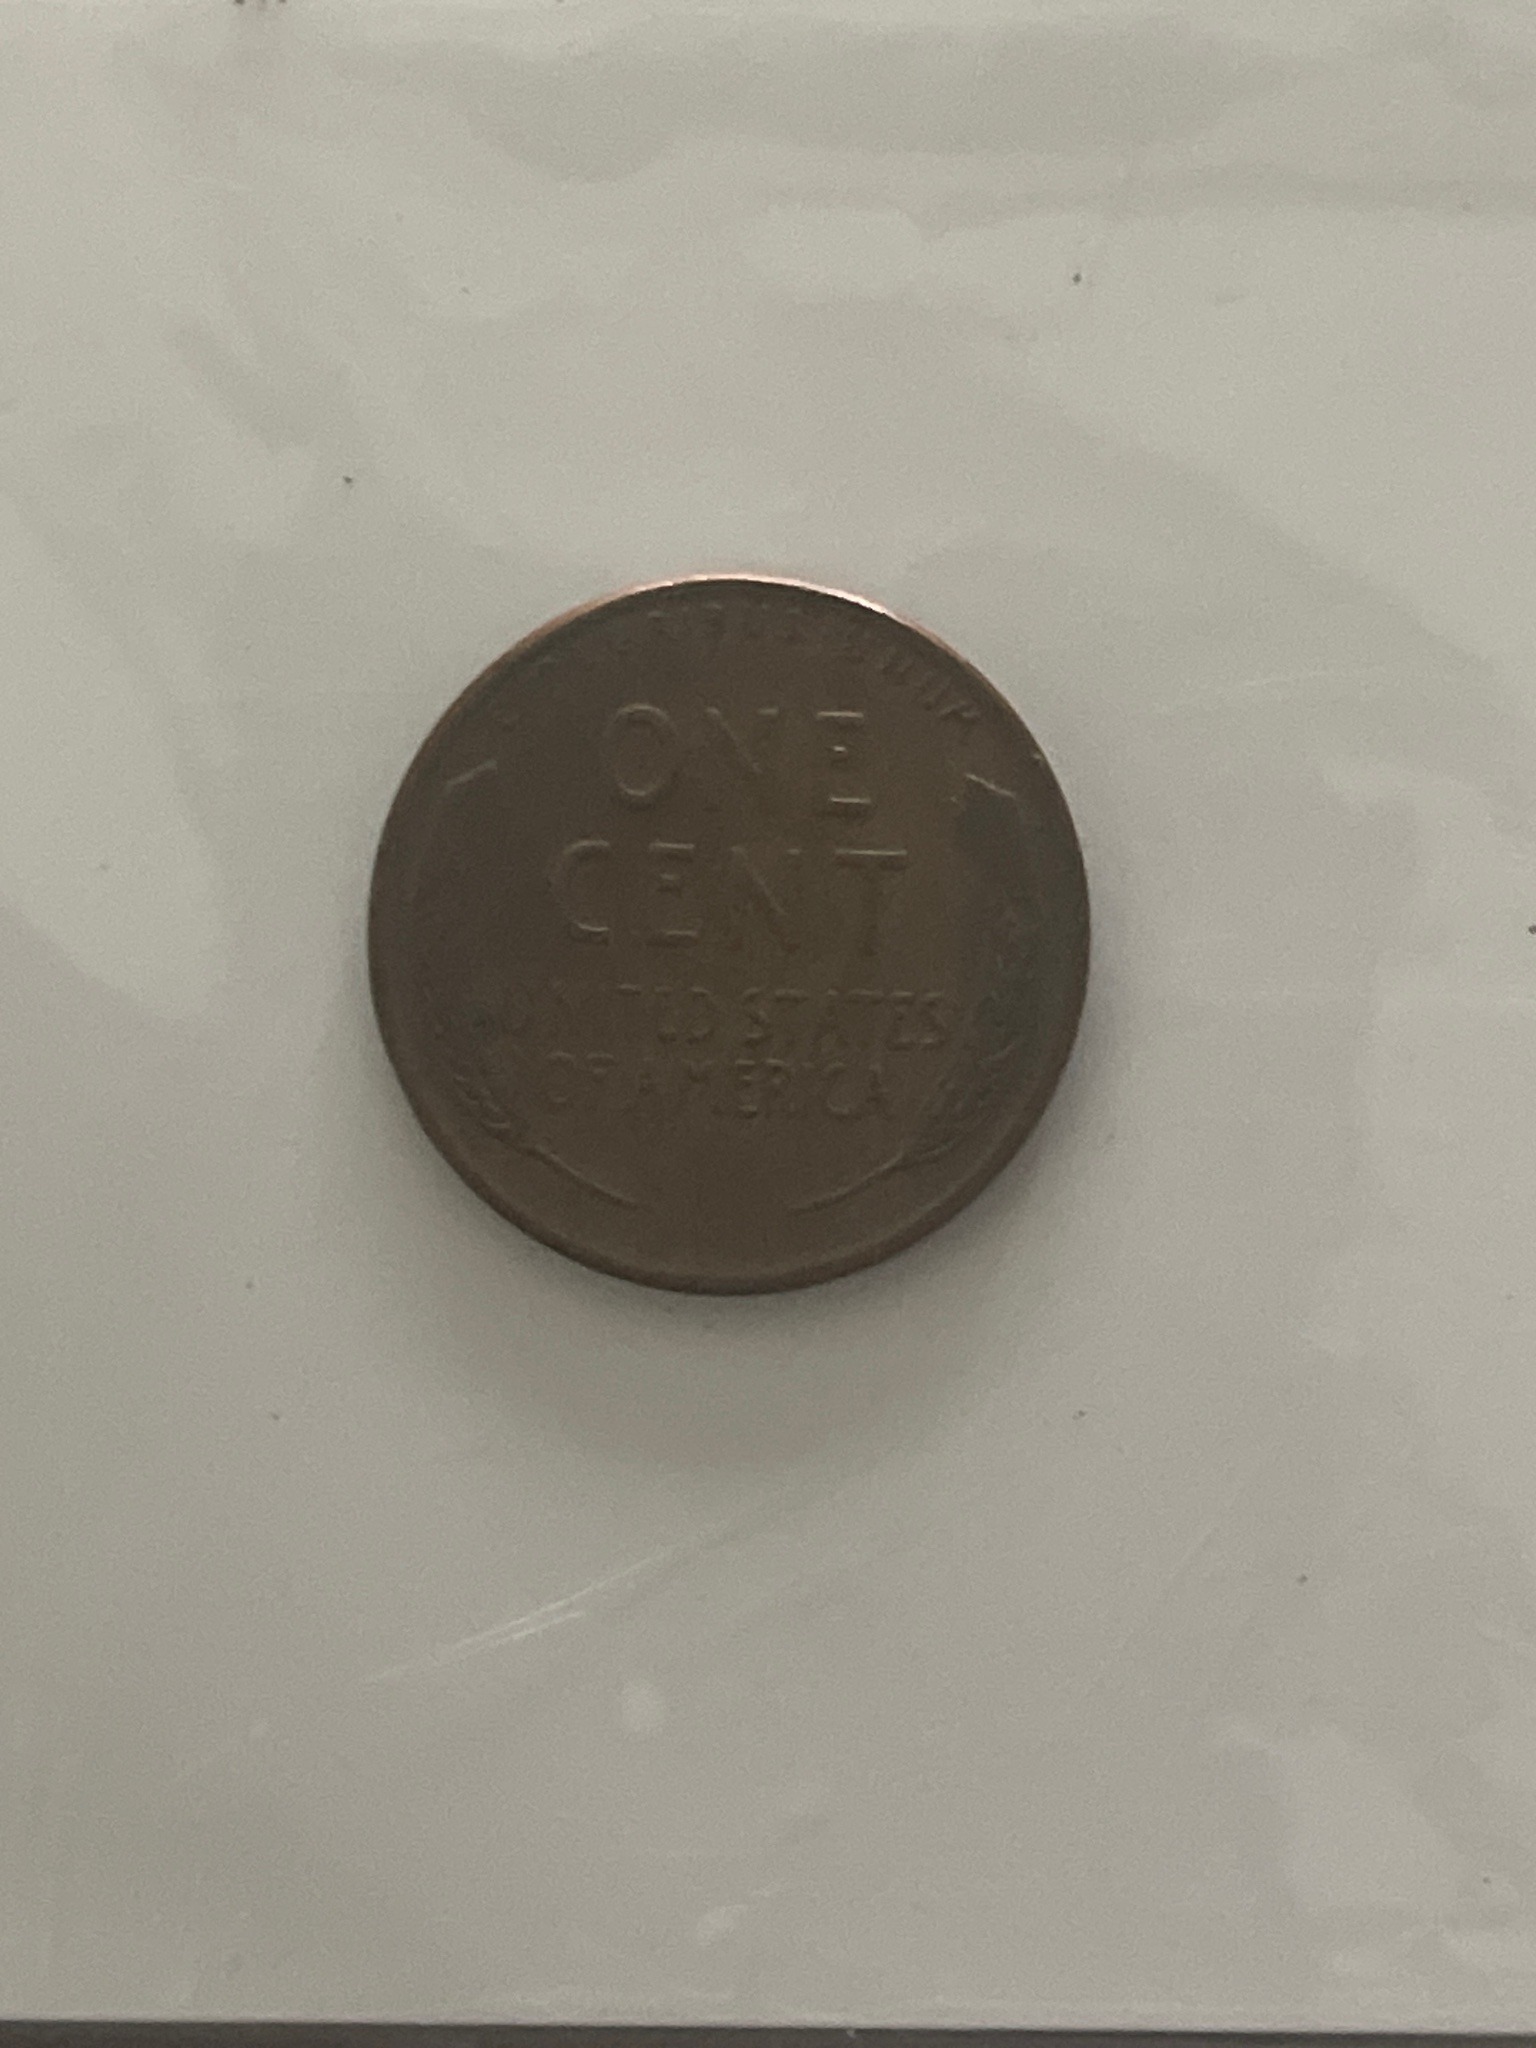 ONE
CENT
UNITED STATES
OF AMERICA